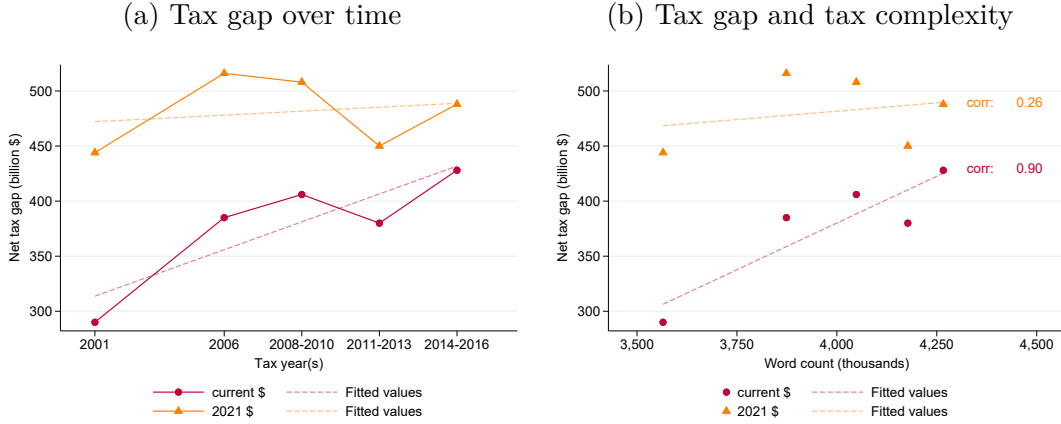 (a) Tax gap over time
Net tax gap (billion $)
500
450
400
350
300
2001
2006
2008-2010
2011-2013
2014-2016
Tax year(s)
current $
Fitted values
2021 $
Fitted values
(b) Tax gap and tax complexity
Net tax gap (billion $)
500
450
400
350
300
corr: 0.26
corr: 0.90
3,500
3,750
4,000
4,250
4,500
Word count (thousands)
current $
Fitted values
2021 $
Fitted values